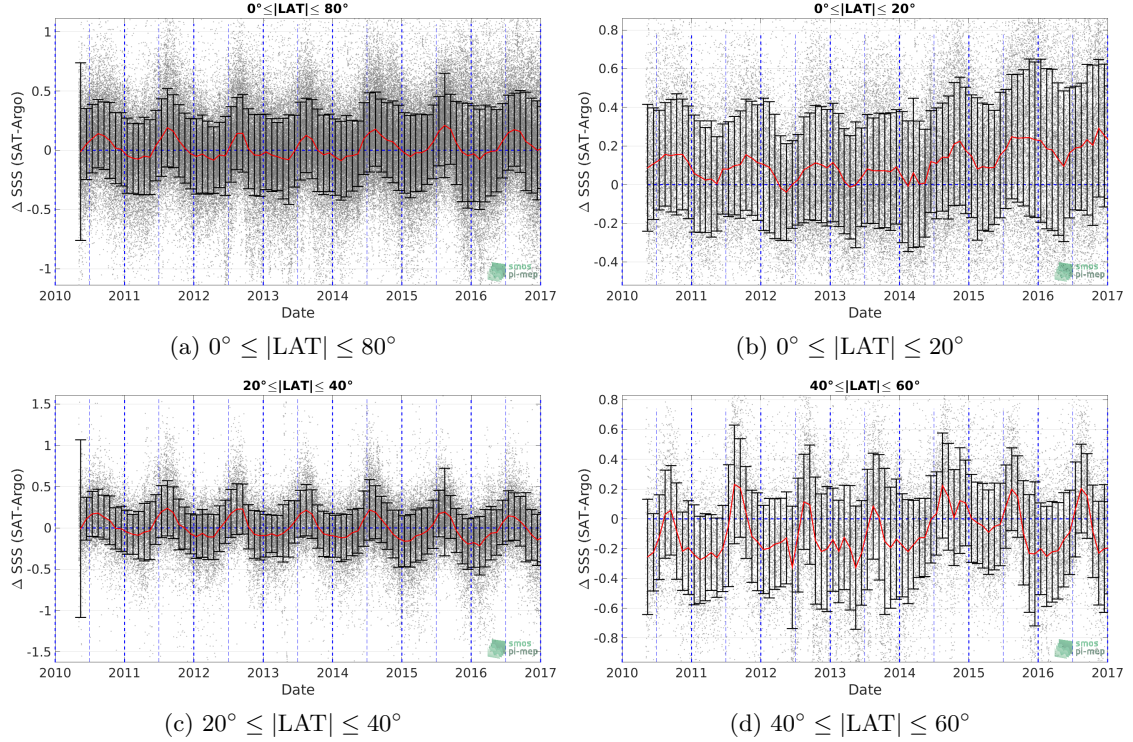 0°≤|LAT|≤ 80°
Δ SSS (SAT-Argo)
1
0.5
0
-0.5
-1
2010 2011 2012 2013 2014 2015 2016 2017
Date
smos
pi-mep
(a) 0° ≤ |LAT| ≤ 80°
0°≤|LAT|≤ 20°
Δ SSS (SAT-Argo)
0.8
0.6
0.4
0.2
0
-0.2
-0.4
2010 2011 2012 2013 2014 2015 2016 2017
Date
smos
pi-mep
(b) 0° ≤ |LAT| ≤ 20°
20°≤|LAT|≤ 40°
Δ SSS (SAT-Argo)
1.5
1
0.5
0
-0.5
-1
-1.5
2010 2011 2012 2013 2014 2015 2016 2017
Date
smos
pi-mep
(c) 20° ≤ |LAT| ≤ 40°
40°≤|LAT|≤ 60°
Δ SSS (SAT-Argo)
0.8
0.6
0.4
0.2
0
-0.2
-0.4
-0.6
-0.8
2010 2011 2012 2013 2014 2015 2016 2017
Date
smos
pi-mep
(d) 40° ≤ |LAT| ≤ 60°